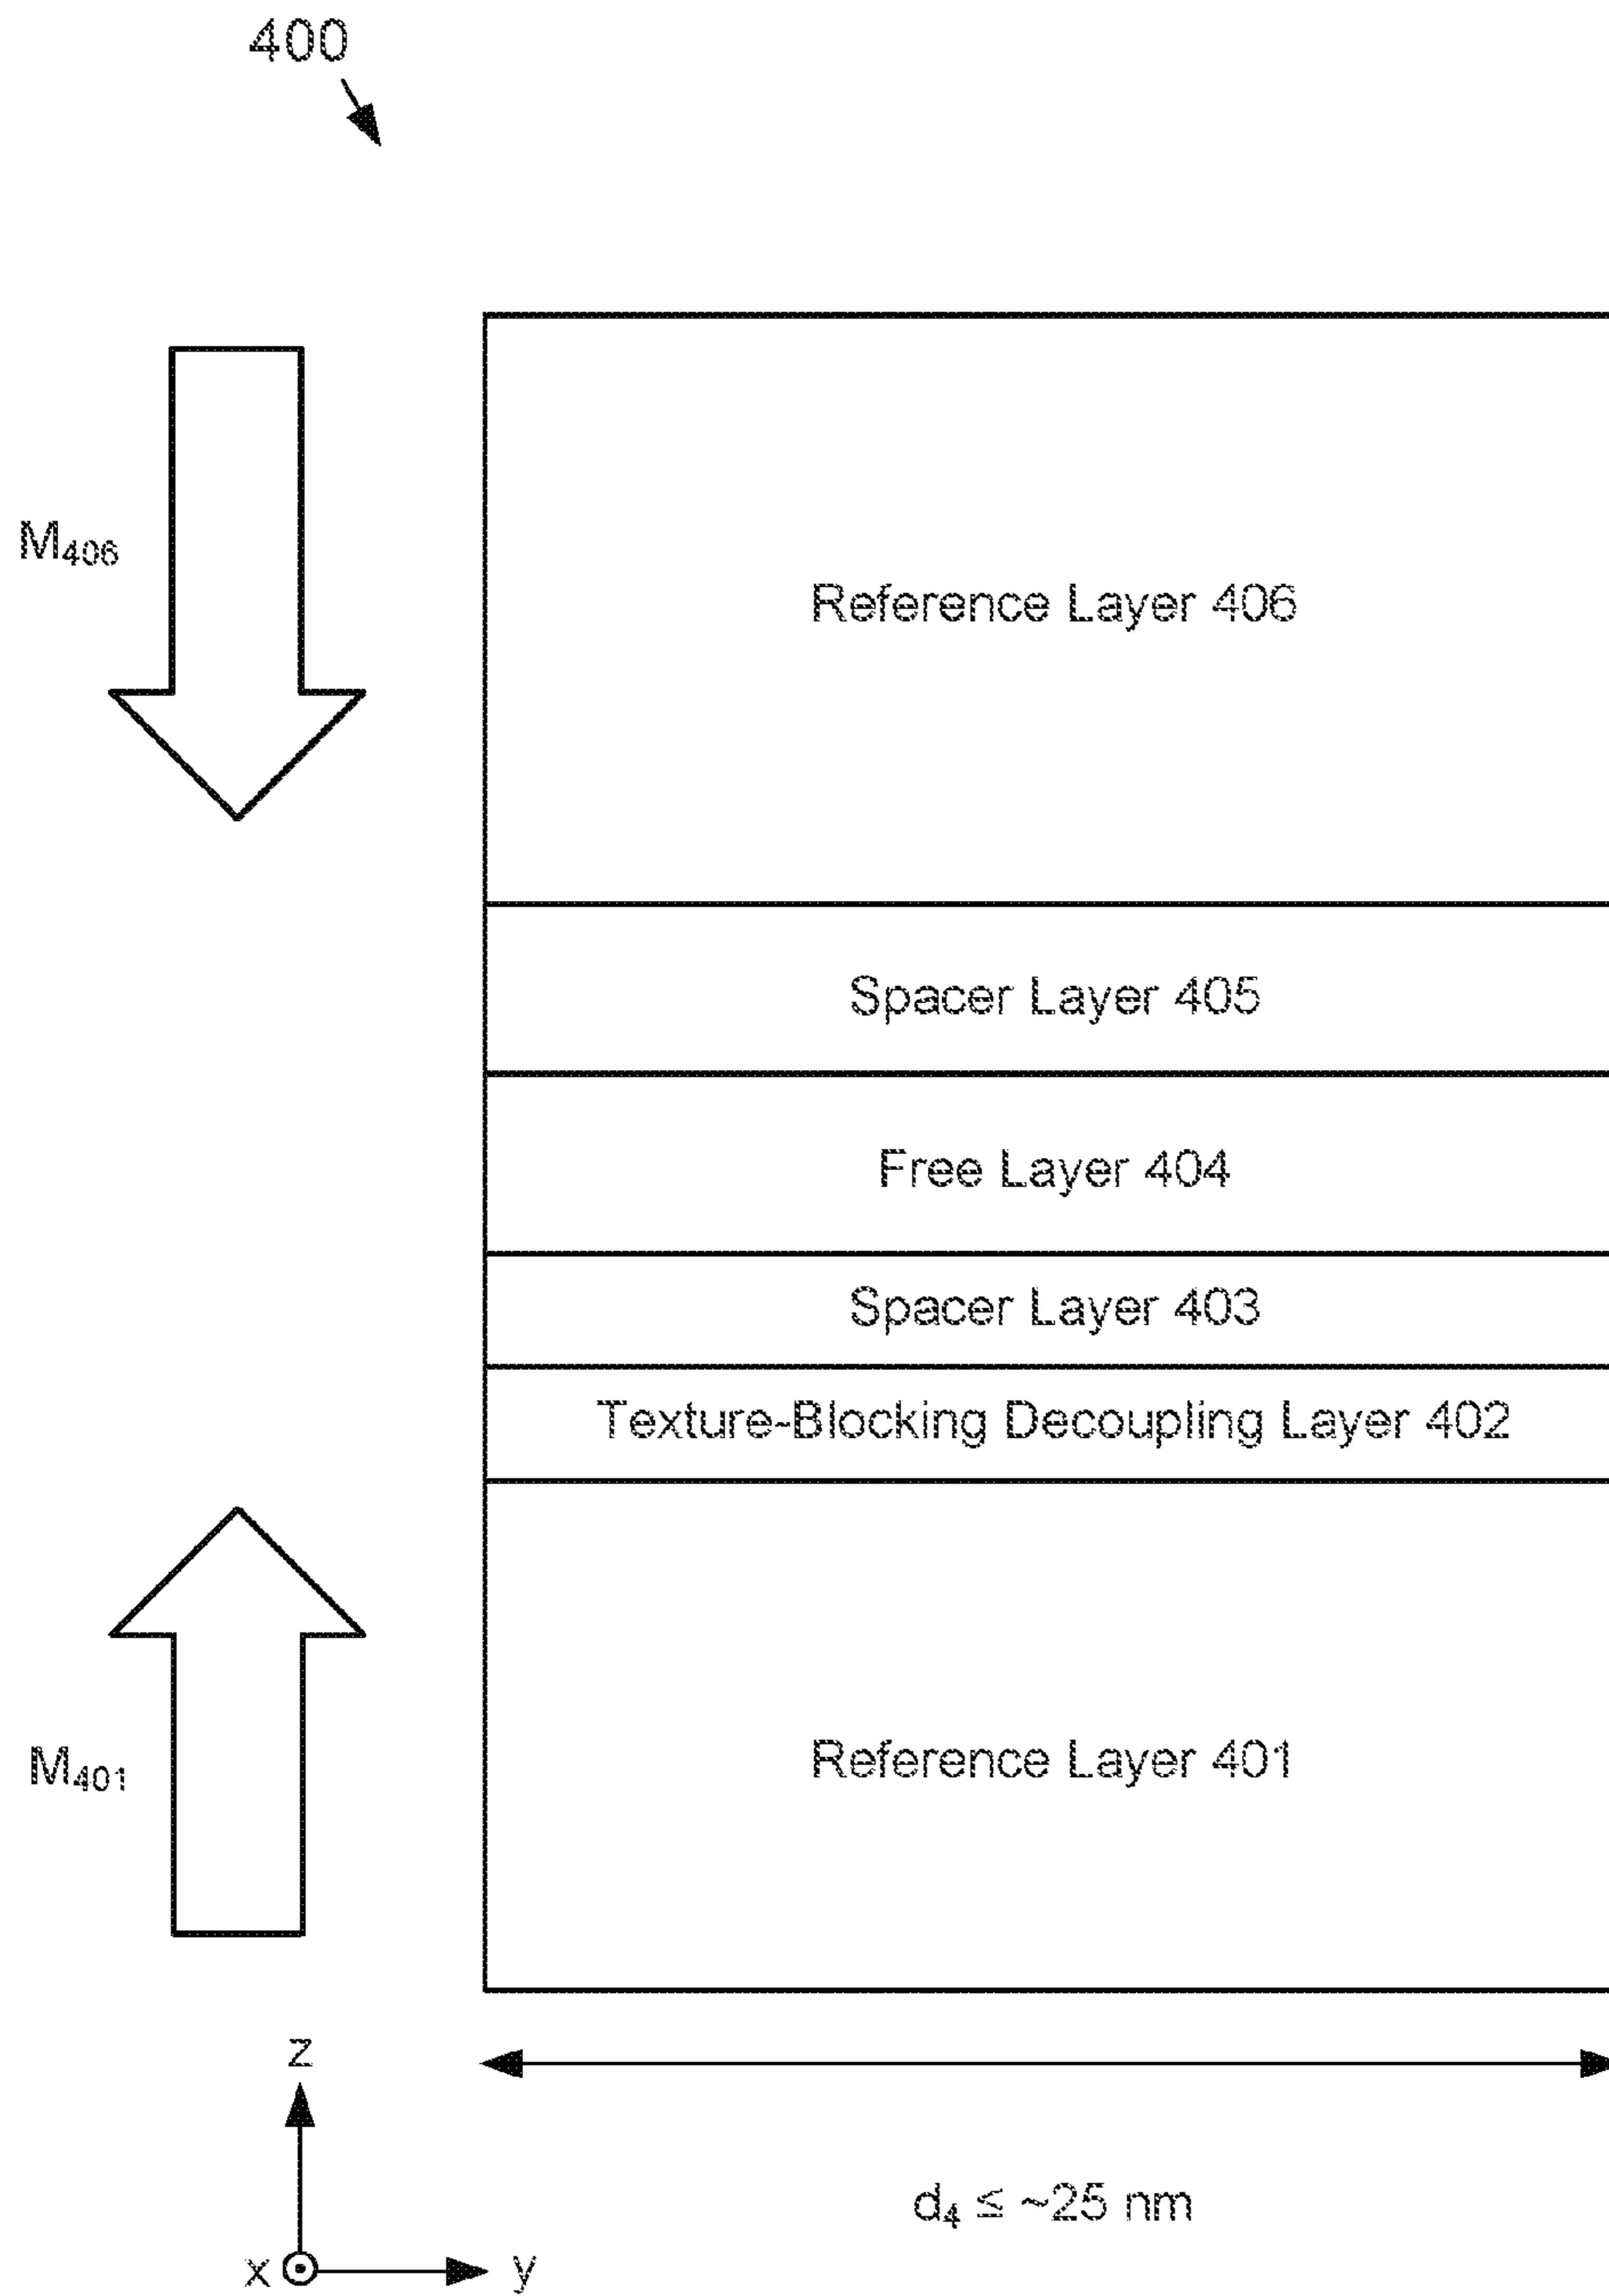 400
M₄₀₆
Reference Layer 406
Spacer Layer 405
Free Layer 404
Spacer Layer 403
Texture-Blocking Decoupling Layer 402
M₄₀₁
Reference Layer 401
z
x
y
d₄ ≤ ~25 nm